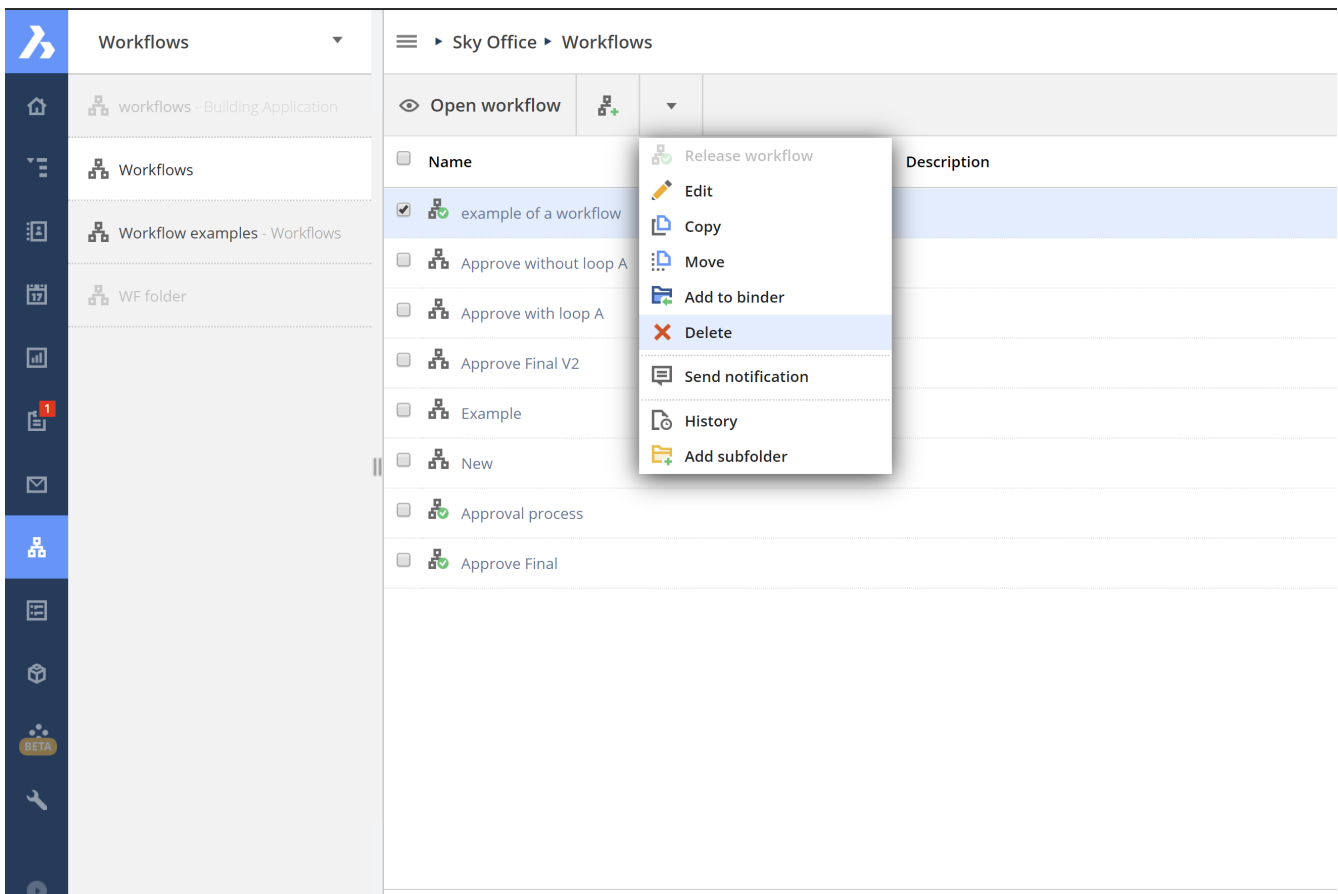 Workflows
Sky Office Workflows
workflows - Building Application
Workflows
Workflow examples - Workflows
WF folder
17
1
BETA
Open workflow
Name
Description
example of a workflow
Approve without loop A
Approve with loop A
Approve Final V2
Example
New
Approval process
Approve Final
Release workflow
Edit
Copy
Move
Add to binder
Delete
Send notification
History
Add subfolder